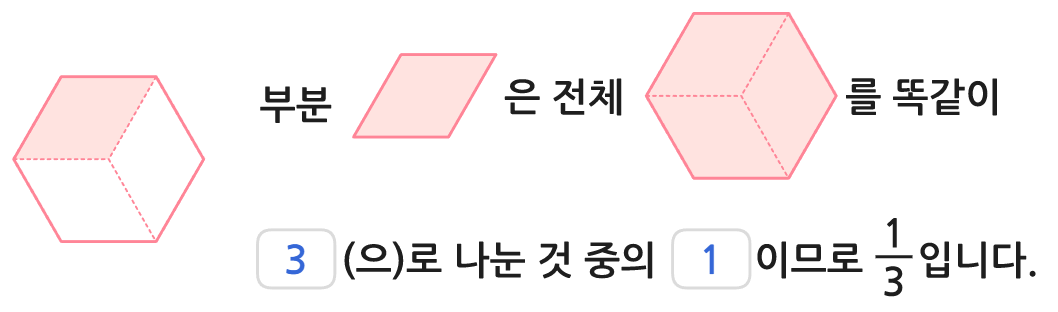 부분 은 전체 를 똑같이
3 (으)로 나눈 것 중의 1 이므로 1/3 입니다.